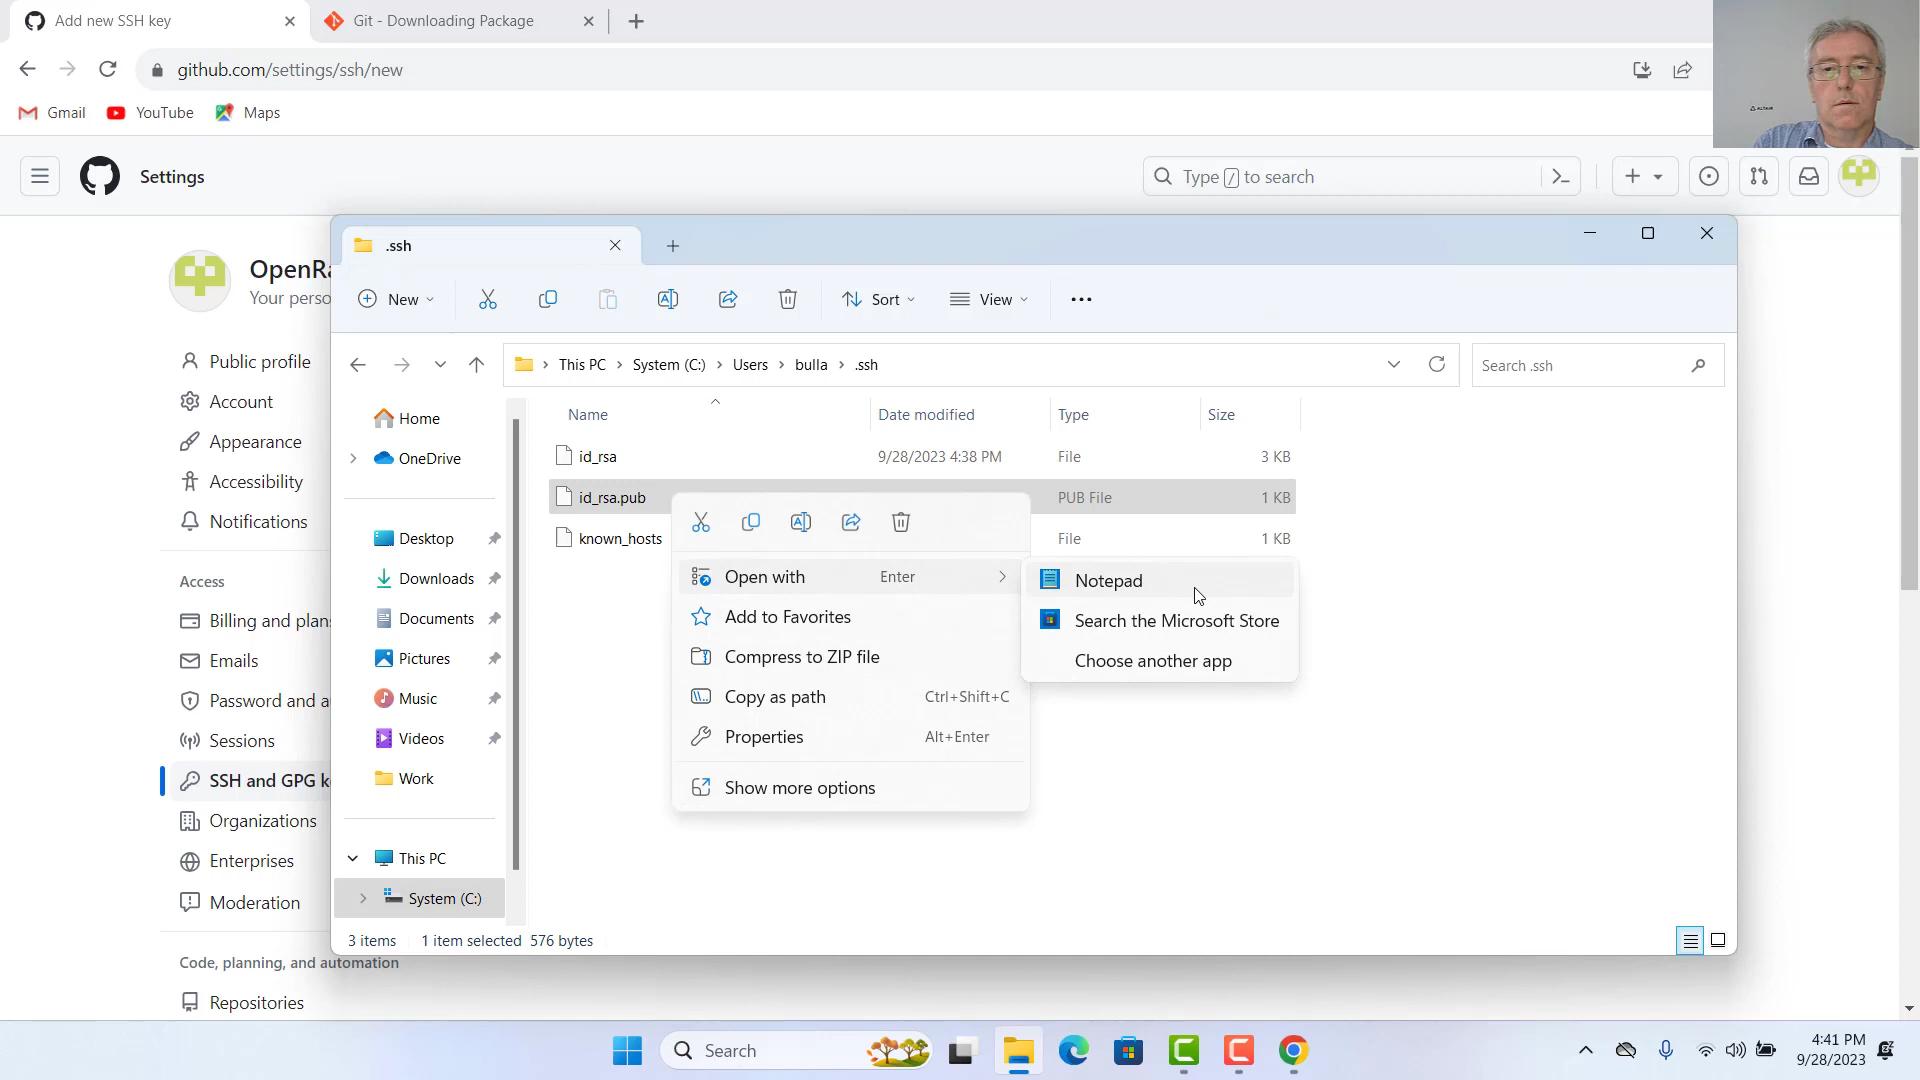 Add new SSH key
Git - Downloading Package
github.com/settings/ssh/new
Gmail
YouTube
Maps
Settings
Type / to search
OpenRa
Your perso
Public profile
Account
Appearance
Accessibility
Notifications
Access
Billing and plans
Emails
Password and a
Sessions
SSH and GPG k
Organizations
Enterprises
Moderation
Code, planning, and automation
Repositories
.ssh
New
Sort
View
This PC > System (C:) > Users > bulla > .ssh
Search .ssh
Home
OneDrive
Desktop
Downloads
Documents
Pictures
Music
Videos
Work
This PC
System (C:)
Name Date modified Type Size
id_rsa 9/28/2023 4:38 PM File 3 KB
id_rsa.pub PUB File 1 KB
known_hosts File 1 KB
Open with Enter
Add to Favorites
Compress to ZIP file
Copy as path Ctrl+Shift+C
Properties Alt+Enter
Show more options
Notepad
Search the Microsoft Store
Choose another app
3 items 1 item selected 576 bytes
Search
4:41 PM
9/28/2023